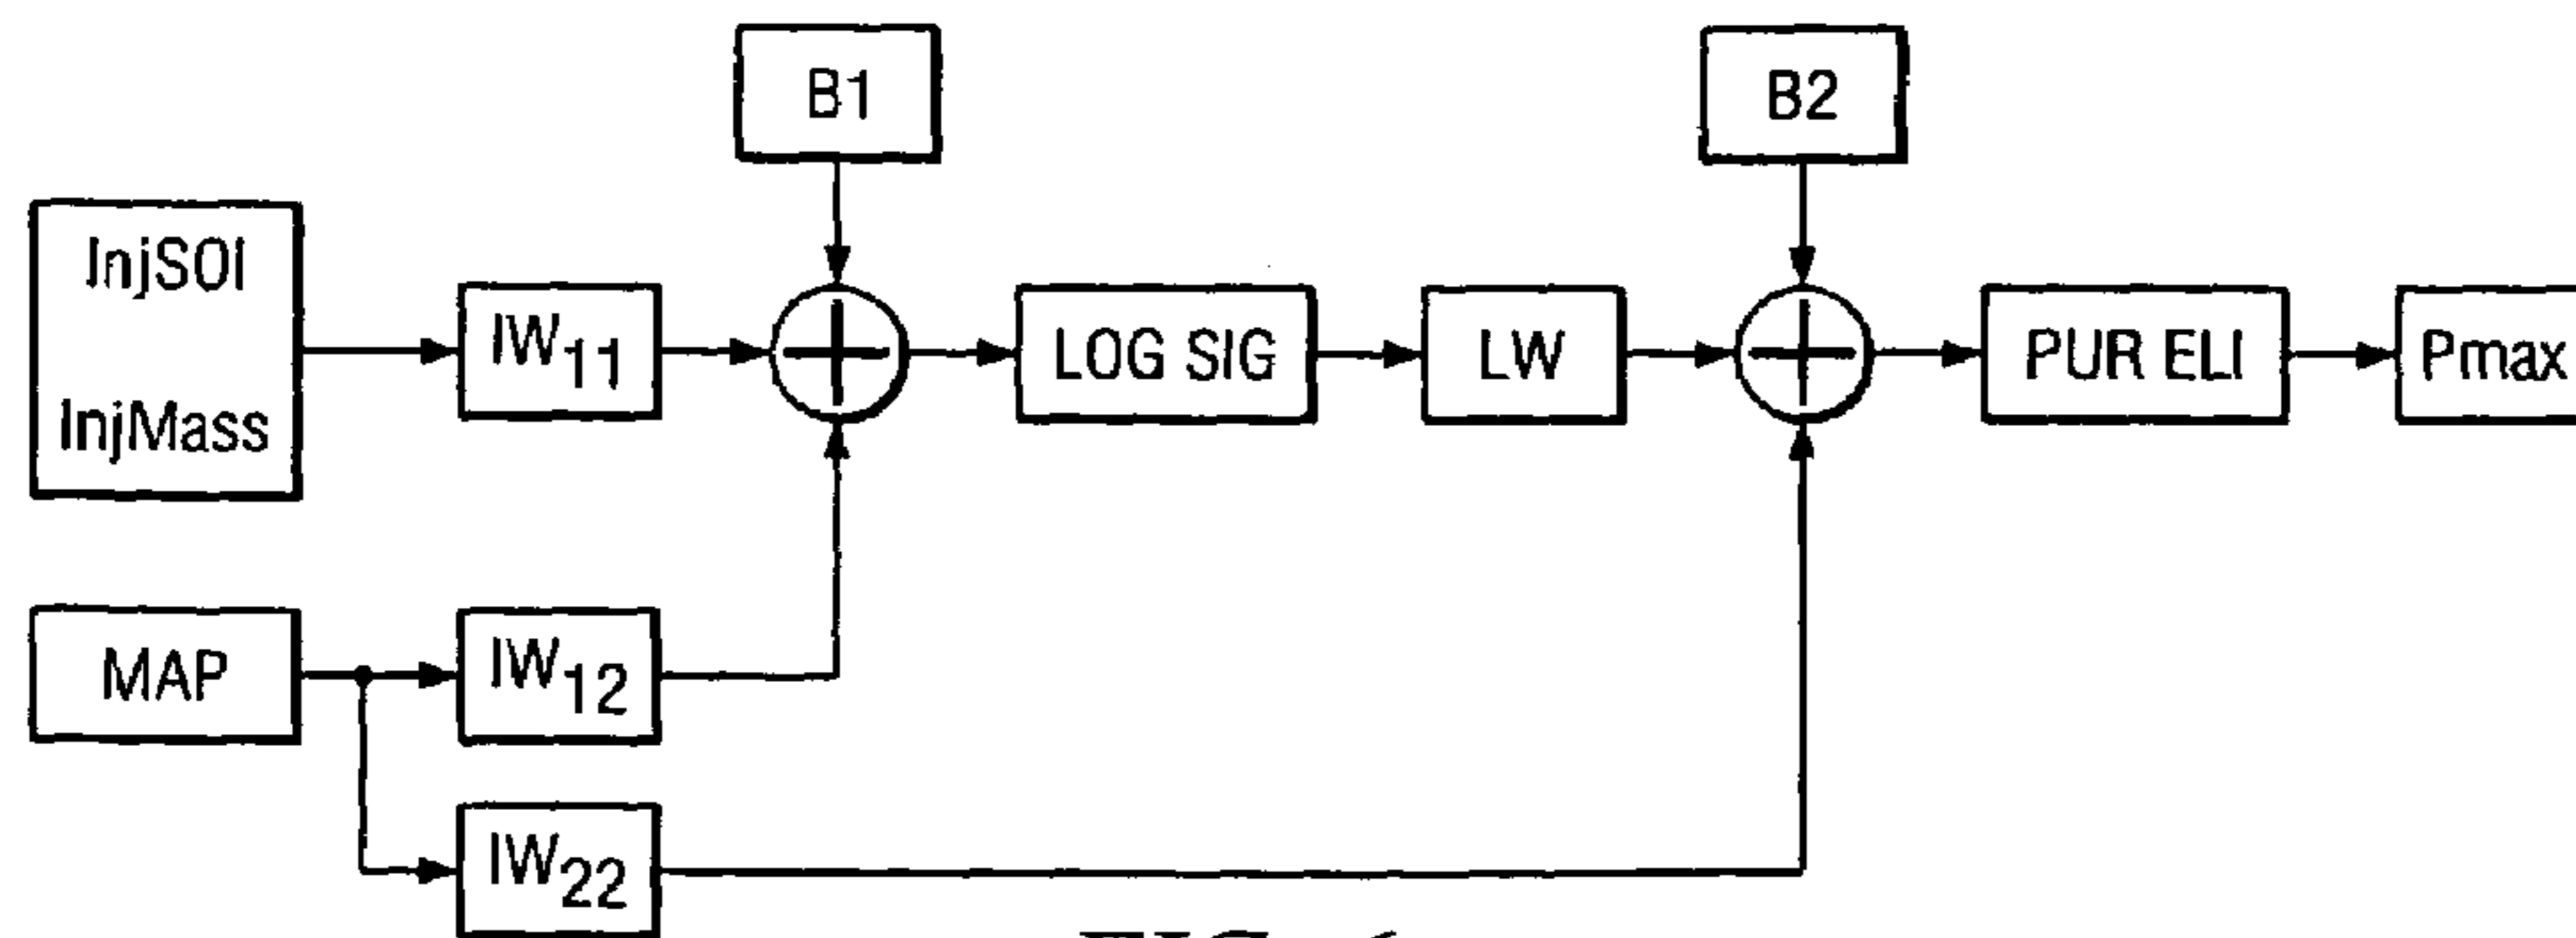 B1
B2
InjSOI
InjMass
IW11
LOG SIG
LW
PUR ELI
Pmax
MAP
IW12
IW22